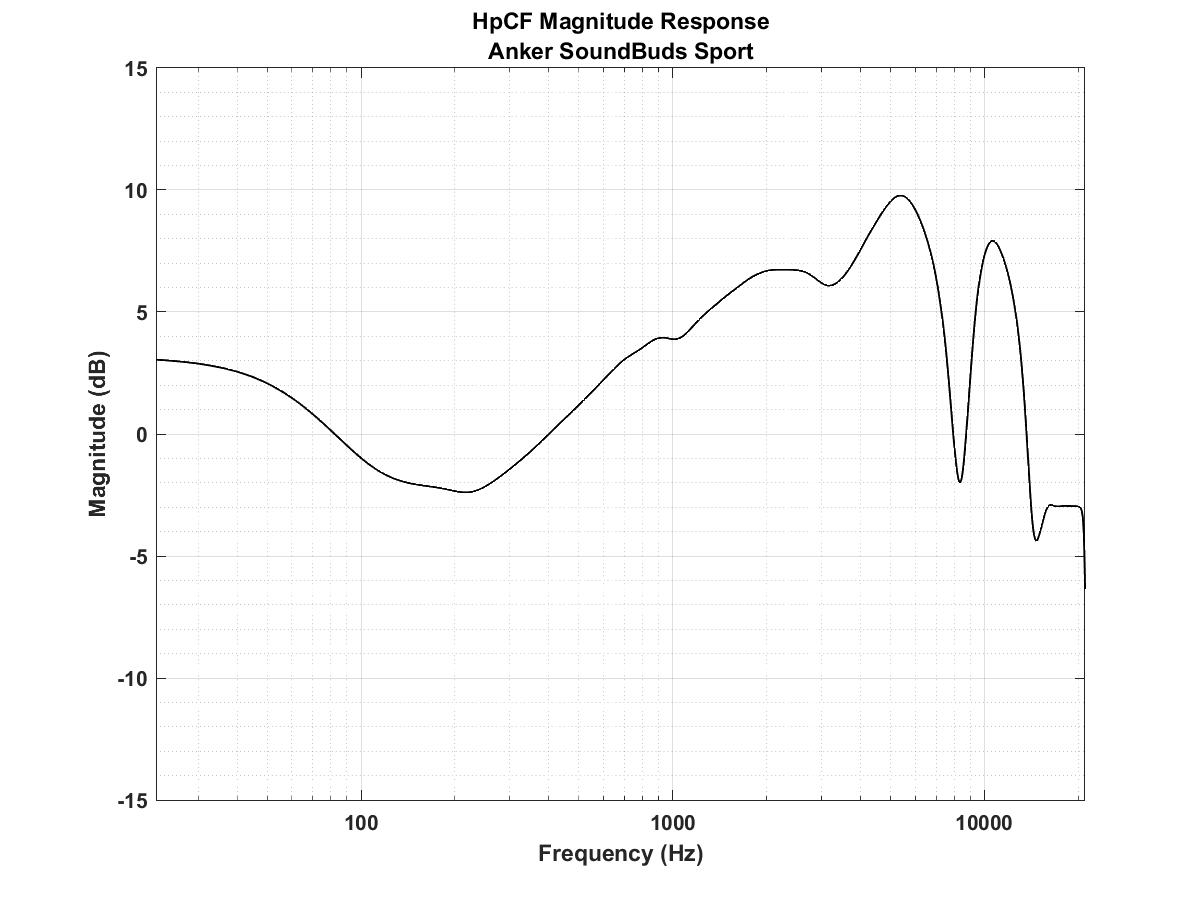 HpCF Magnitude Response
Anker SoundBuds Sport
15
10
5
0
-5
-10
-15
Magnitude (dB)
100
1000
10000
Frequency (Hz)